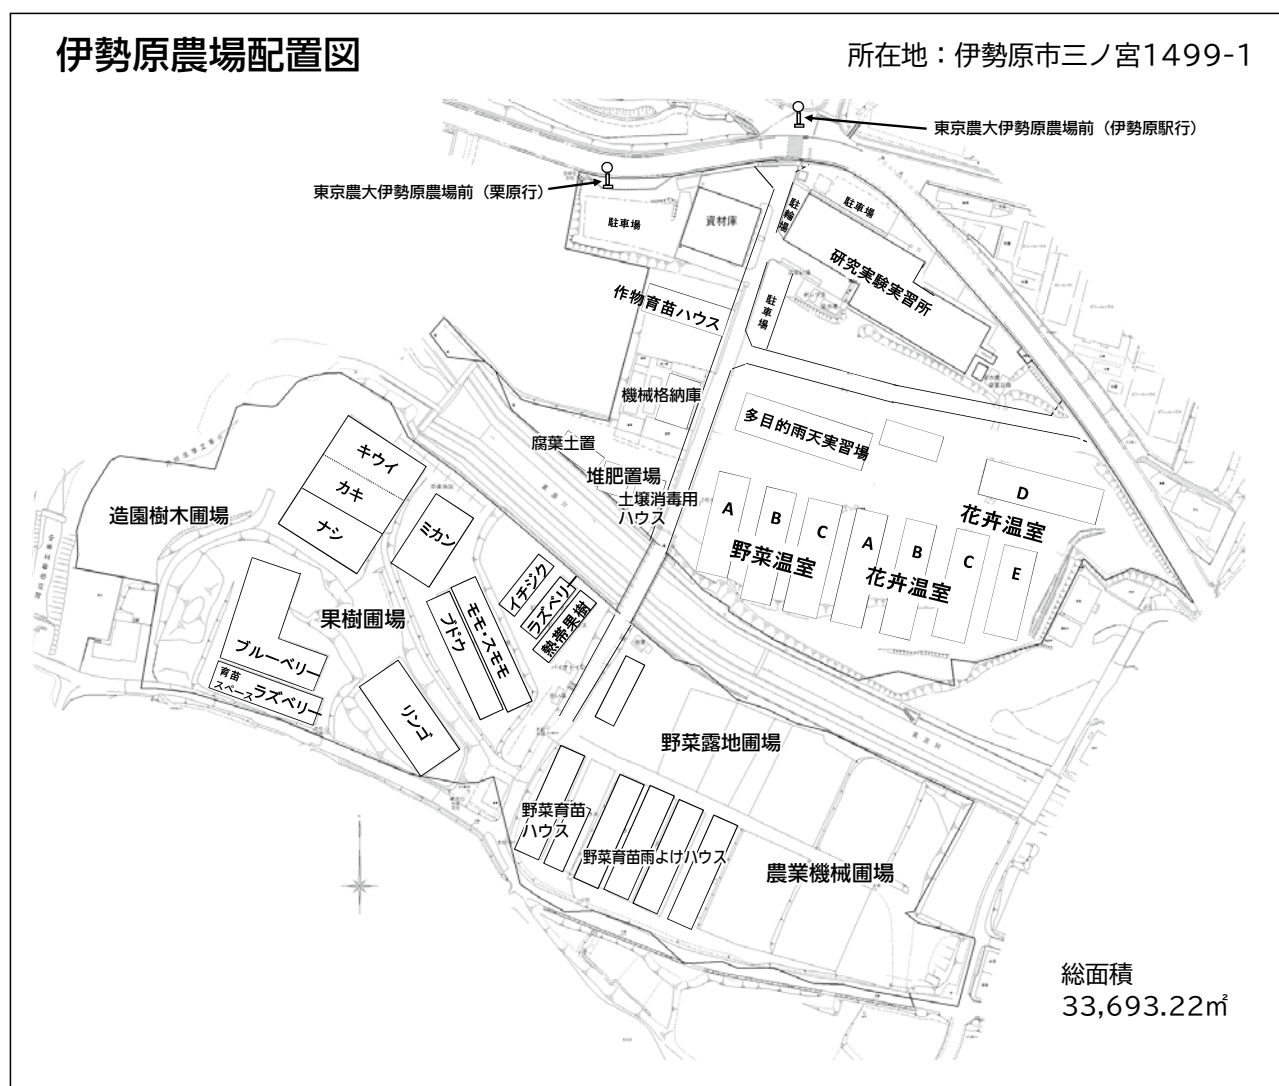 伊勢原農場配置図
所在地：伊勢原市三ノ宮1499-1
東京農大伊勢原農場前（伊勢原駅行）
東京農大伊勢原農場前（栗原行）
駐車場
資材庫
駐輪場
駐車場
研究実験実習所
駐車場
作物育苗ハウス
機械格納庫
多目的雨天実習場
腐葉土置
堆肥置場
土壌消毒用
ハウス
A
B
C
野菜温室
A
B
C
D
E
花卉温室
花卉温室
キウイ
カキ
ナシ
ミカン
造園樹木圃場
イチジク
ラズベリー
熱帯果樹
モモ・スモモ
ブドウ
果樹圃場
ブルーベリー
育苗
スペース
ラズベリー
リンゴ
野菜露地圃場
野菜育苗
ハウス
野菜育苗雨よけハウス
農業機械圃場
総面積
33,693.22㎡